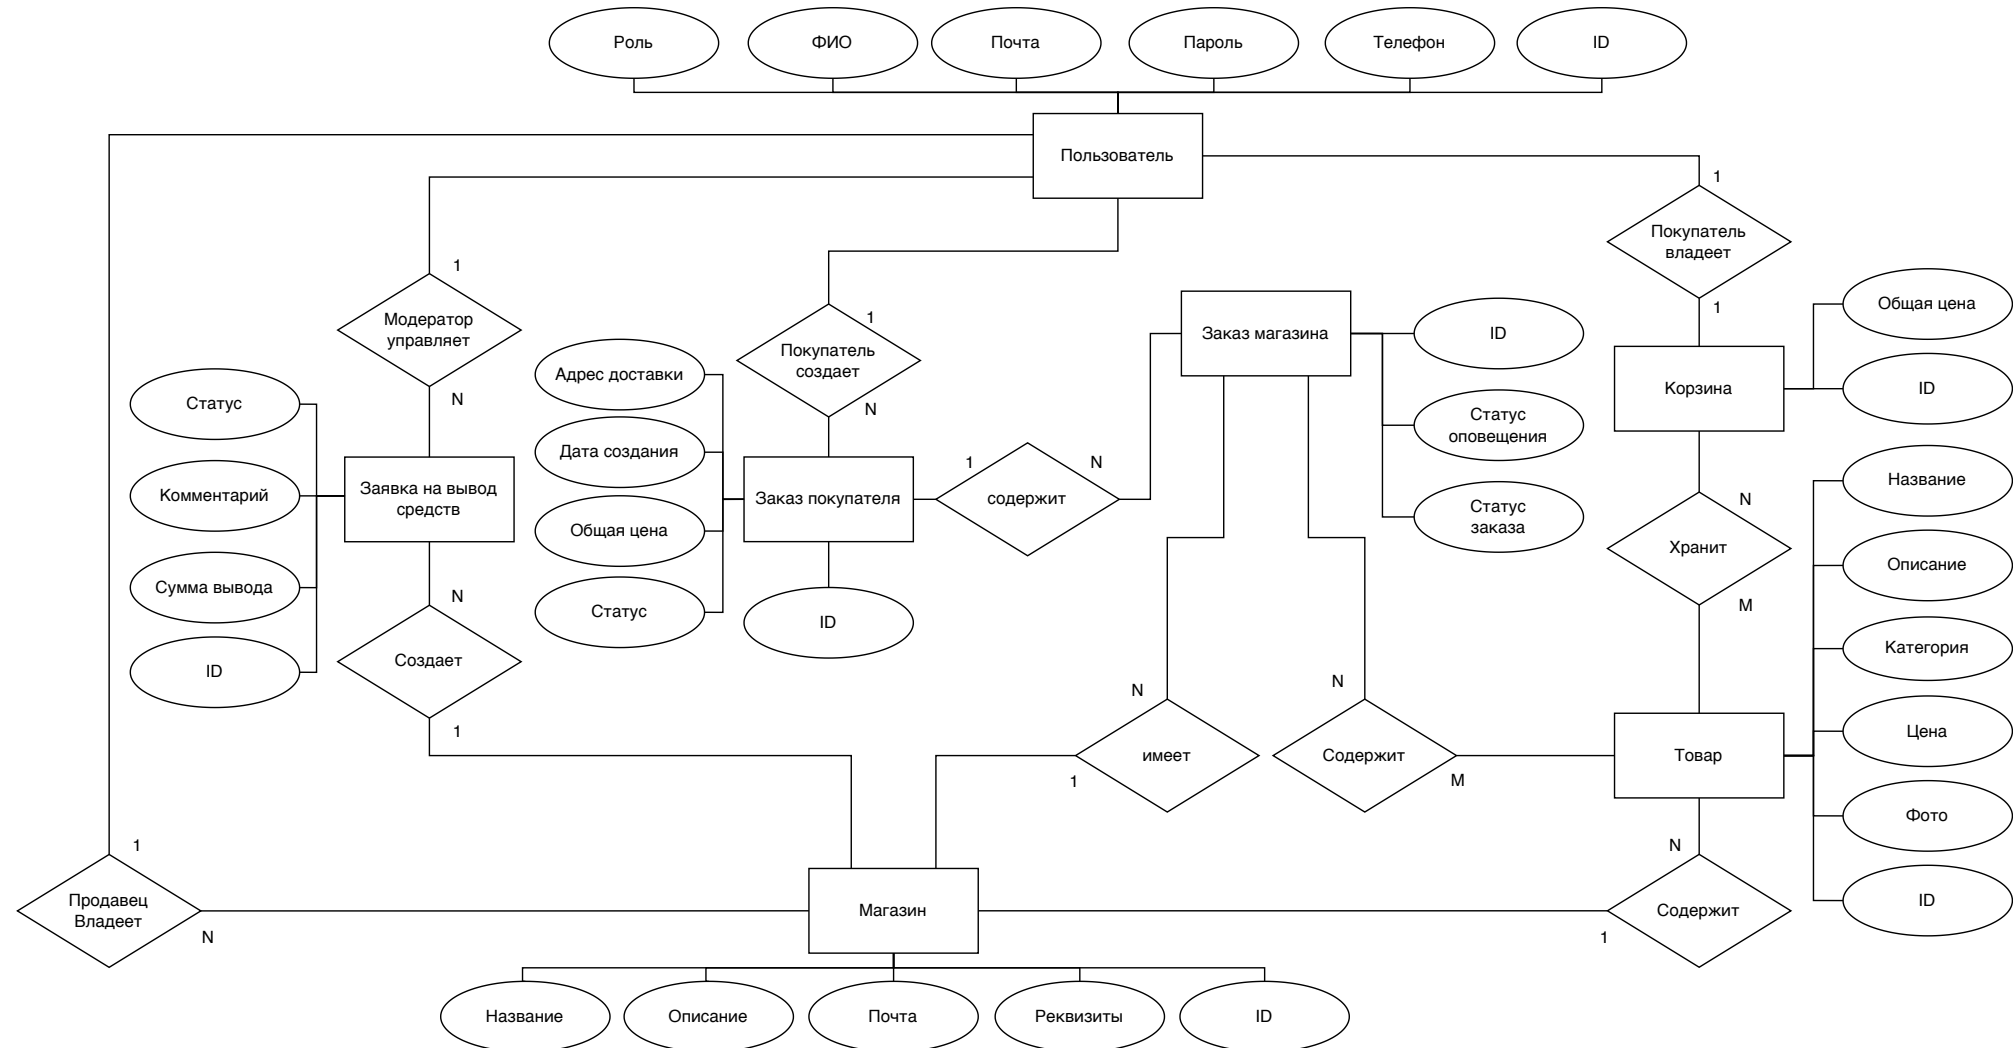 Роль
ФИО
Почта
Пароль
Телефон
ID
Пользователь
1
Покупатель
владеет
1
1
Модератор
управляет
N
1
Покупатель
создает
N
Заказ магазина
ID
Статус
оповещения
Статус
заказа
Общая цена
Корзина
ID
Статус
Комментарий
Сумма вывода
ID
Заявка на вывод
средств
Адрес доставки
Дата создания
Общая цена
Статус
Заказ покупателя
ID
1
содержит
N
N
Хранит
M
Название
Описание
Категория
Цена
Фото
ID
Товар
N
Создает
1
N
имеет
1
N
Содержит
M
1
Продавец
Владеет
N
Магазин
N
Содержит
1
Название
Описание
Почта
Реквизиты
ID